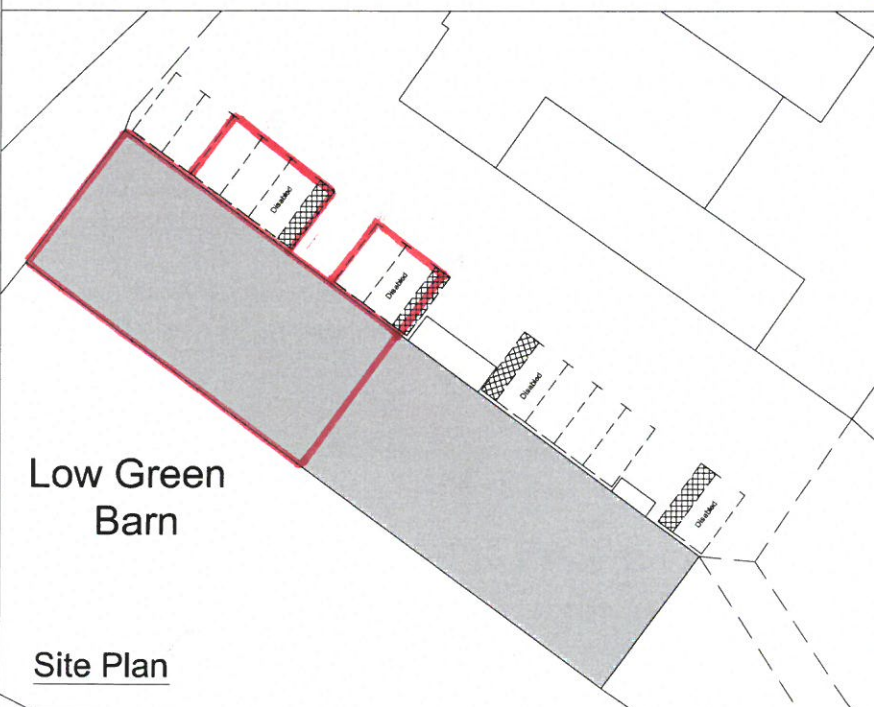 Disabled
Disabled
Disabled
Disabled
Low Green
Barn
Site Plan